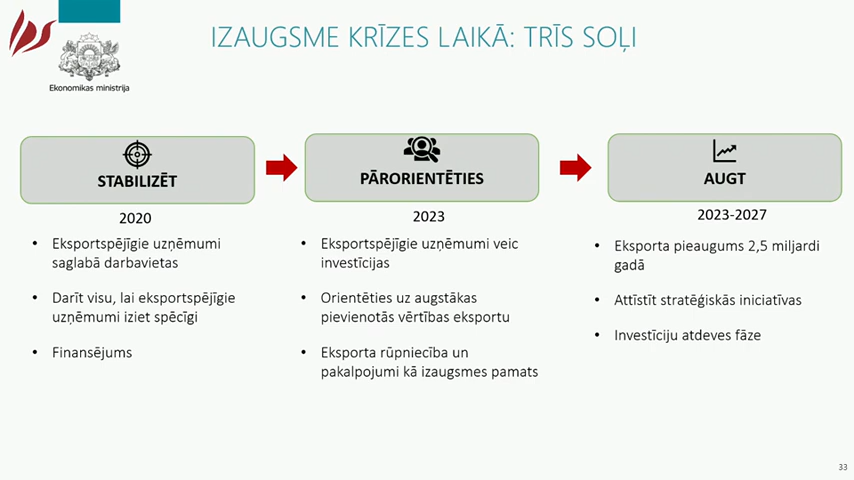 IZAUGSME KRĪZES LAIKĀ: TRĪS SOĻI
Ekonomikas ministrija
STABILIZĒT
2020
• Eksportspējīgie uzņēmumi
saglabā darbavietas
• Darīt visu, lai eksportspējīgie
uzņēmumi iziet spēcīgi
• Finansējums
PĀRORIENTĒTIES
2023
• Eksportspējīgie uzņēmumi veic
investīcijas
• Orientēties uz augstākas
pievienotās vērtības eksportu
• Eksporta rūpniecība un
pakalpojumi kā izaugsmes pamats
AUGT
2023-2027
• Eksporta pieaugums 2,5 miljardi
gadā
• Attīstīt stratēģiskās iniciatīvas
• Investīciju atdeves fāze
33